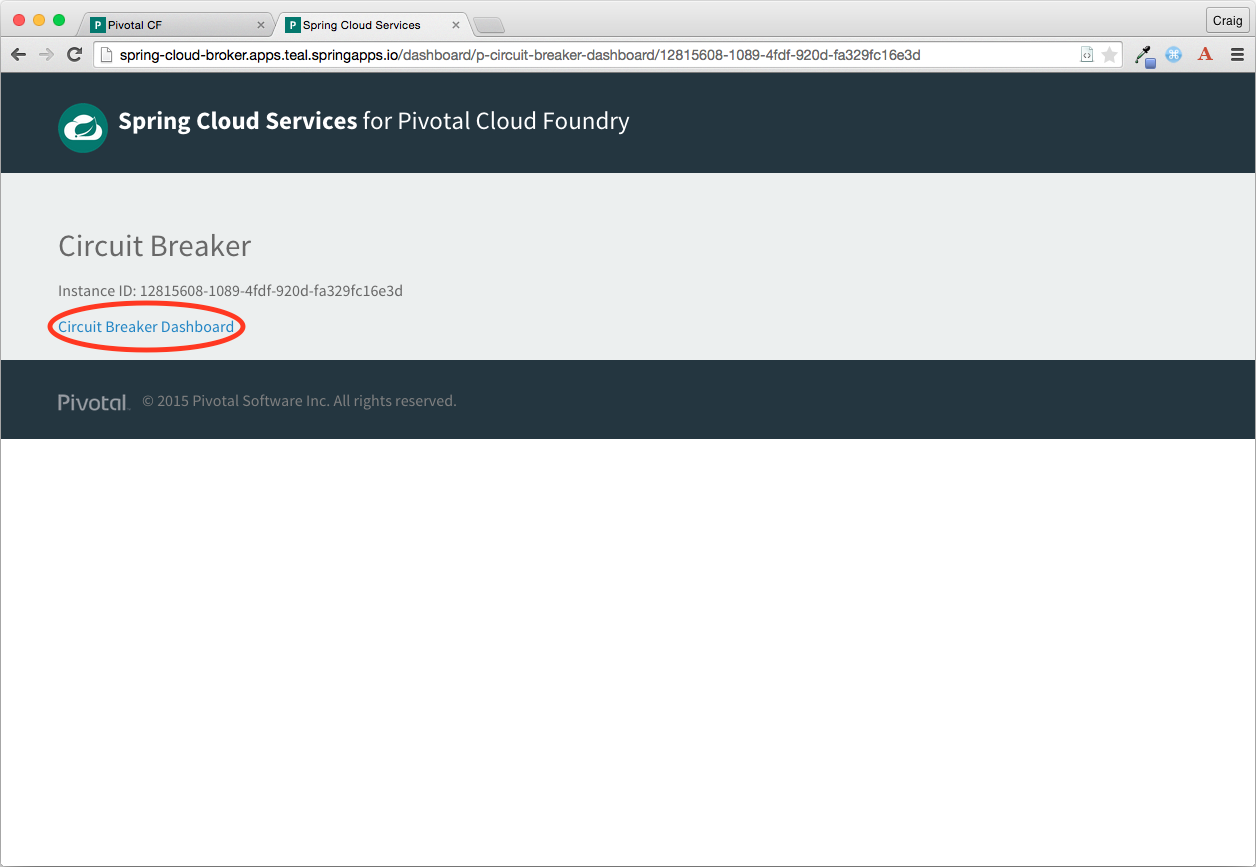 Pivotal CF
Spring Cloud Services
Craig
spring-cloud-broker.apps.teal.springapps.io/dashboard/p-circuit-breaker-dashboard/12815608-1089-4fdf-920d-fa329fc16e3d
Spring Cloud Services for Pivotal Cloud Foundry
Circuit Breaker
Instance ID: 12815608-1089-4fdf-920d-fa329fc16e3d
Circuit Breaker Dashboard
Pivotal © 2015 Pivotal Software Inc. All rights reserved.